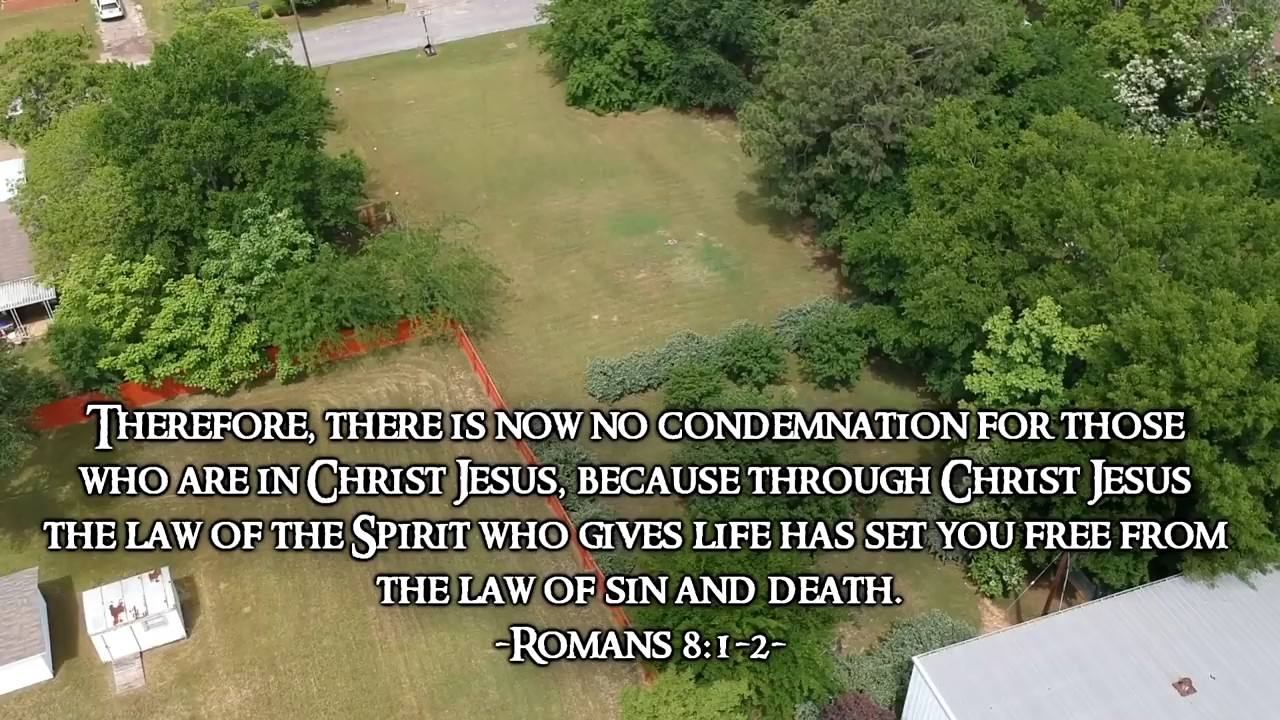 Therefore, there is now no condemnation for those
who are in Christ Jesus, because through Christ Jesus
the law of the Spirit who gives life has set you free from
the law of sin and death.
-Romans 8:1-2-